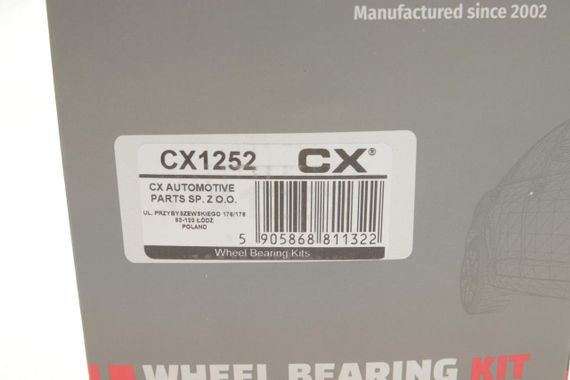 Manufactured since 2002
CX1252 CX®
CX AUTOMOTIVE
PARTS SP. Z O.O.
UL. PRZYBYSZEWSKIEGO 176/178
93-120 ŁÓDŹ
POLAND
5 905868 811322
Wheel Bearing Kits
WHEEL BEARING KIT